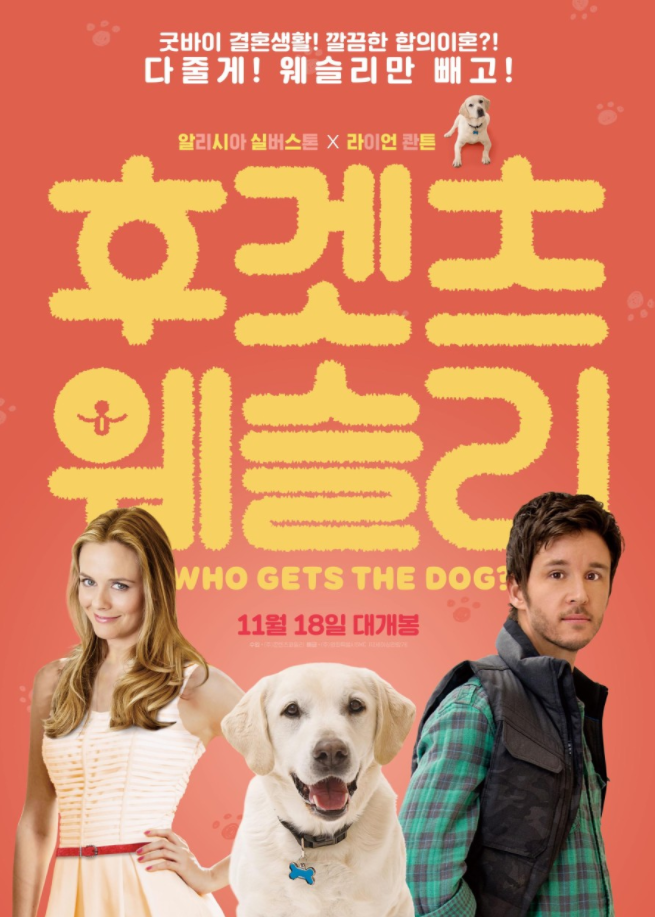 굿바이 결혼생활! 깔끔한 합의이혼?!
다 줄게! 웨슬리만 빼고!
알리시아 실버스톤 X 라이언 콴튼
후겟츠
웨슬리
WHO GETS THE DOG?
11월 18일 대개봉